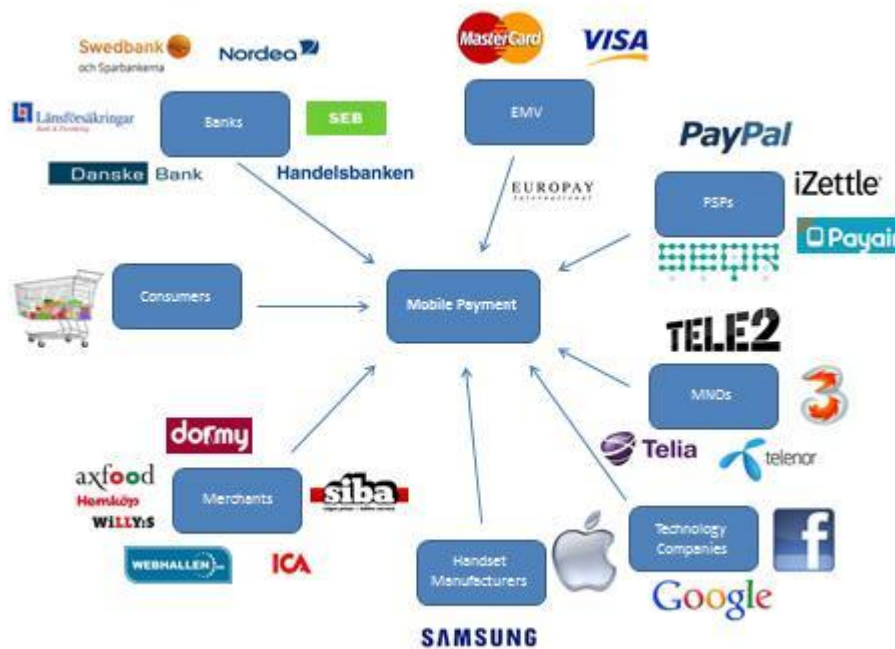 Swedbank
och Sparbankerna
Nordea
MasterCard
VISA
Länsförsäkringar
Banks
SEB
EMV
PayPal
Danske Bank
Handelsbanken
EUROPAY
International
PSPs
iZettle
Payair
Consumers
Mobile Payment
TELE2
MNOs
3
dormy
Telia
telenor
axfood
Hemköp
WiLLY:S
Merchants
siba
Technology
Companies
f
WEBHALLEN
ICA
Handset
Manufacturers
Google
SAMSUNG